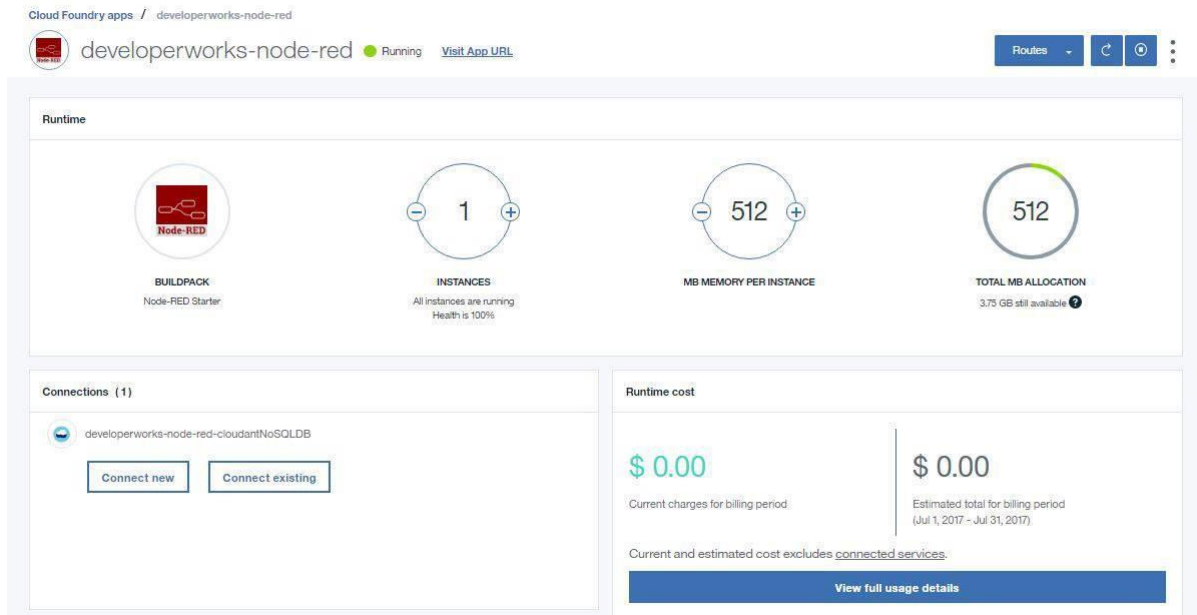 Cloud Foundry apps / developerworks-node-red
developerworks-node-red Running Visit App URL
Routes
Runtime
Node-RED
1
512
512
BUILDPACK
Node-RED Starter
INSTANCES
All instances are running
Health is 100%
MB MEMORY PER INSTANCE
TOTAL MB ALLOCATION
3.75 GB still available ?
Connections (1)
developerworks-node-red-cloudantNoSQLDB
Connect new
Connect existing
Runtime cost
$ 0.00
Current charges for billing period
$ 0.00
Estimated total for billing period
(Jul 1, 2017 - Jul 31, 2017)
Current and estimated cost excludes connected services.
View full usage details